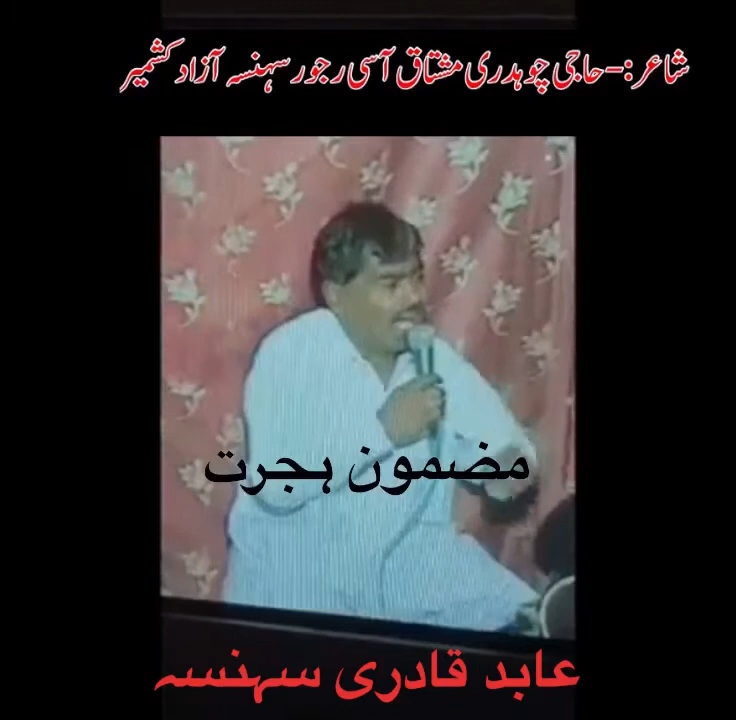 شاعر:-حاجی چوہدری مشتاق آسی رجور سہنسہ آزاد کشمیر
مضمون ہجرت
عابد قادری سہنسہ